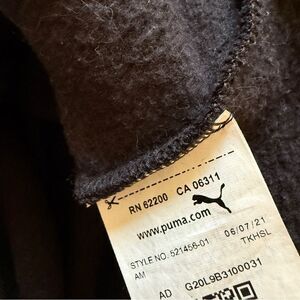 RN 62200 CA 06311
www.puma.com
STYLE NO. 521456-01 06/07/21
AM TKHSL
AD G20L9B3100031